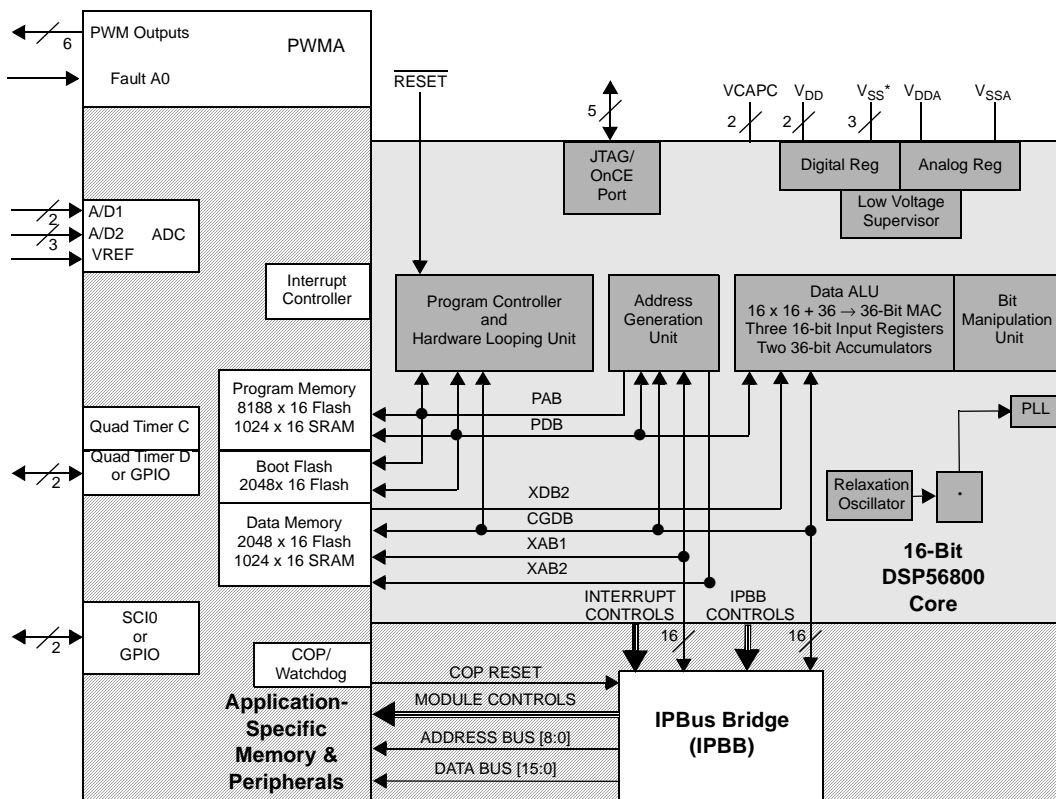 PWM Outputs
6
PWMA
Fault A0
RESET
5
JTAG/
OnCE
Port
VCAPC
2
VDD
2
VSS*
3
VDDA
VSSA
Digital Reg
Analog Reg
Low Voltage
Supervisor
A/D1
2
A/D2
3
ADC
VREF
Interrupt
Controller
Program Controller
and
Hardware Looping Unit
Address
Generation
Unit
Data ALU
16 x 16 + 36 → 36-Bit MAC
Three 16-bit Input Registers
Two 36-bit Accumulators
Bit
Manipulation
Unit
Program Memory
8188 x 16 Flash
1024 x 16 SRAM
PAB
PDB
PLL
Quad Timer C
Quad Timer D
or GPIO
2
Boot Flash
2048x 16 Flash
XDB2
CGDB
XAB1
XAB2
Relaxation
Oscillator
Data Memory
2048 x 16 Flash
1024 x 16 SRAM
16-Bit
DSP56800
Core
INTERRUPT
CONTROLS
16
IPBB
CONTROLS
16
SCI0
or
GPIO
2
COP/
Watchdog
COP RESET
MODULE CONTROLS
ADDRESS BUS [8:0]
DATA BUS [15:0]
Application-
Specific
Memory &
Peripherals
IPBus Bridge
(IPBB)